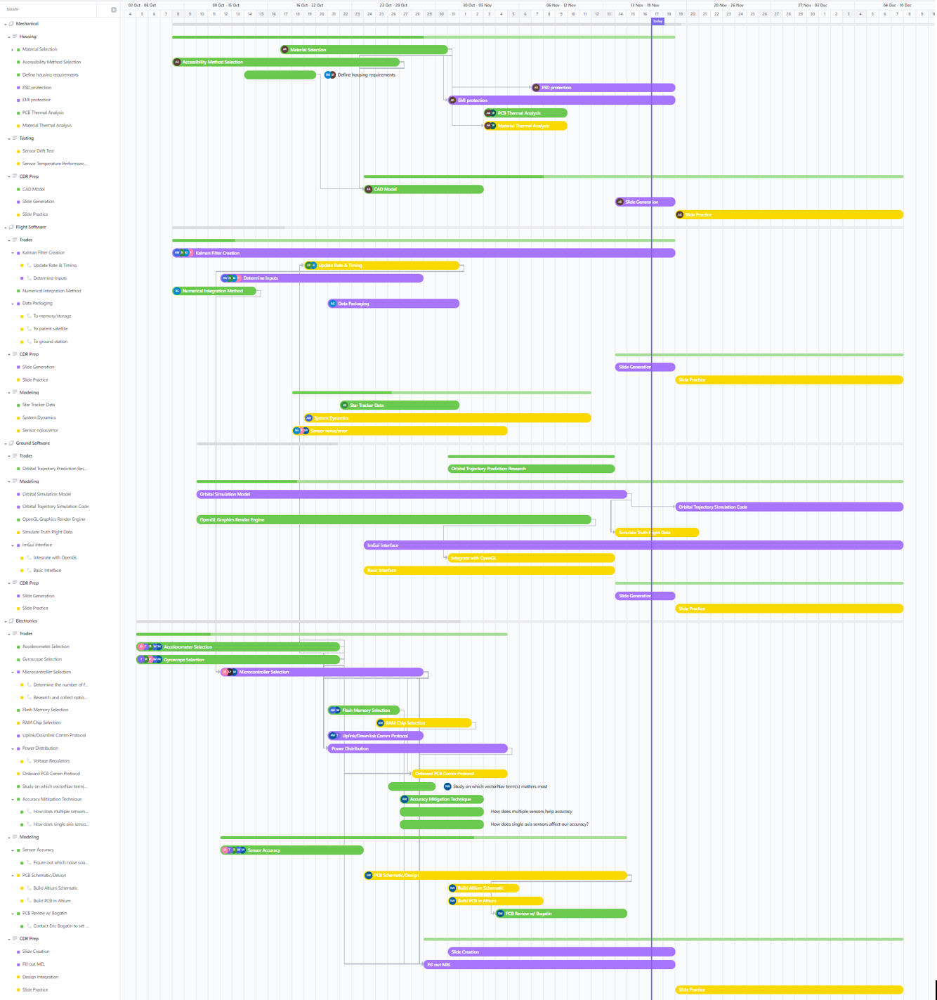 02 Oct - 08 Oct 09 Oct - 15 Oct 16 Oct - 22 Oct 23 Oct - 29 Oct 30 Oct - 05 Nov 06 Nov - 12 Nov 13 Nov - 19 Nov 20 Nov - 26 Nov 27 Nov - 03 Dec 04 Dec - 10 Dec
NAME
4 5 6 7 8 9 10 11 12 13 14 15 16 17 18 19 20 21 22 23 24 25 26 27 28 29 30 31 1 2 3 4 5 6 7 8 9 10 11 12 13 14 15 16 17 18 19 20 21 22 23 24 25 26 27 28 29 30 1 2 3 4 5 6 7 8 9 10
Today
Mechanical
Housing
Material Selection Material Selection
Accessibility Method Selection Accessibility Method Selection
Define housing requirements Define housing requirements
ESD protection ESD protection
EMI protection EMI protection
PCB Thermal Analysis PCB Thermal Analysis
Material Thermal Analysis Material Thermal Analysis
Testing
Sensor Drift Test
Sensor Temperature Performanc...
CDR Prep
CAD Model CAD Model
Slide Generation Slide Generation
Slide Practice Slide Practice
Flight Software
Trades
Kalman Filter Creation Kalman Filter Creation
Update Rate & Timing Update Rate & Timing
Determine Inputs Determine Inputs
Numerical Integration Method Numerical Integration Method
Data Packaging Data Packaging
To memory/storage
To parent satellite
To ground station
CDR Prep
Slide Generation Slide Generation
Slide Practice Slide Practice
Modeling
Star Tracker Data Star Tracker Data
System Dynamics System Dynamics
Sensor noise/error Sensor noise/error
Ground Software
Trades
Orbital Trajectory Prediction Res... Orbital Trajectory Prediction Research
Modeling
Orbital Simulation Model Orbital Simulation Model
Orbital Trajectory Simulation Code Orbital Trajectory Simulation Code
OpenGL Graphics Render Engine OpenGL Graphics Render Engine
Simulate Truth Flight Data Simulate Truth Flight Data
ImGui Interface ImGui Interface
Integrate with OpenGL Integrate with OpenGL
Basic Interface Basic Interface
CDR Prep
Slide Generation Slide Generation
Slide Practice Slide Practice
Electronics
Trades
Accelerometer Selection Accelerometer Selection
Gyroscope Selection Gyroscope Selection
Microcontroller Selection Microcontroller Selection
Determine the number of f...
Research and collect optio...
Flash Memory Selection Flash Memory Selection
RAM Chip Selection RAM Chip Selection
Uplink/Downlink Comm Protocol Uplink/Downlink Comm Protocol
Power Distribution Power Distribution
Voltage Regulators
Onboard PCB Comm Protocol Onboard PCB Comm Protocol
Study on which vectorNav term(... Study on which vectorNav term(s) matters most
Accuracy Mitigation Technique Accuracy Mitigation Technique
How does multiple sensors... How does multiple sensors help accuracy
How does single axis senso... How does single axis sensors affect our accuracy?
Modeling
Sensor Accuracy Sensor Accuracy
Figure out which noise sou...
PCB Schematic/Design PCB Schematic/Design
Build Altium Schematic Build Altium Schematic
Build PCB in Altium Build PCB in Altium
PCB Review w/ Bogatin PCB Review w/ Bogatin
Contact Eric Bogatin to set ...
CDR Prep
Slide Creation Slide Creation
Fill out MEL Fill out MEL
Design Integration
Slide Practice Slide Practice